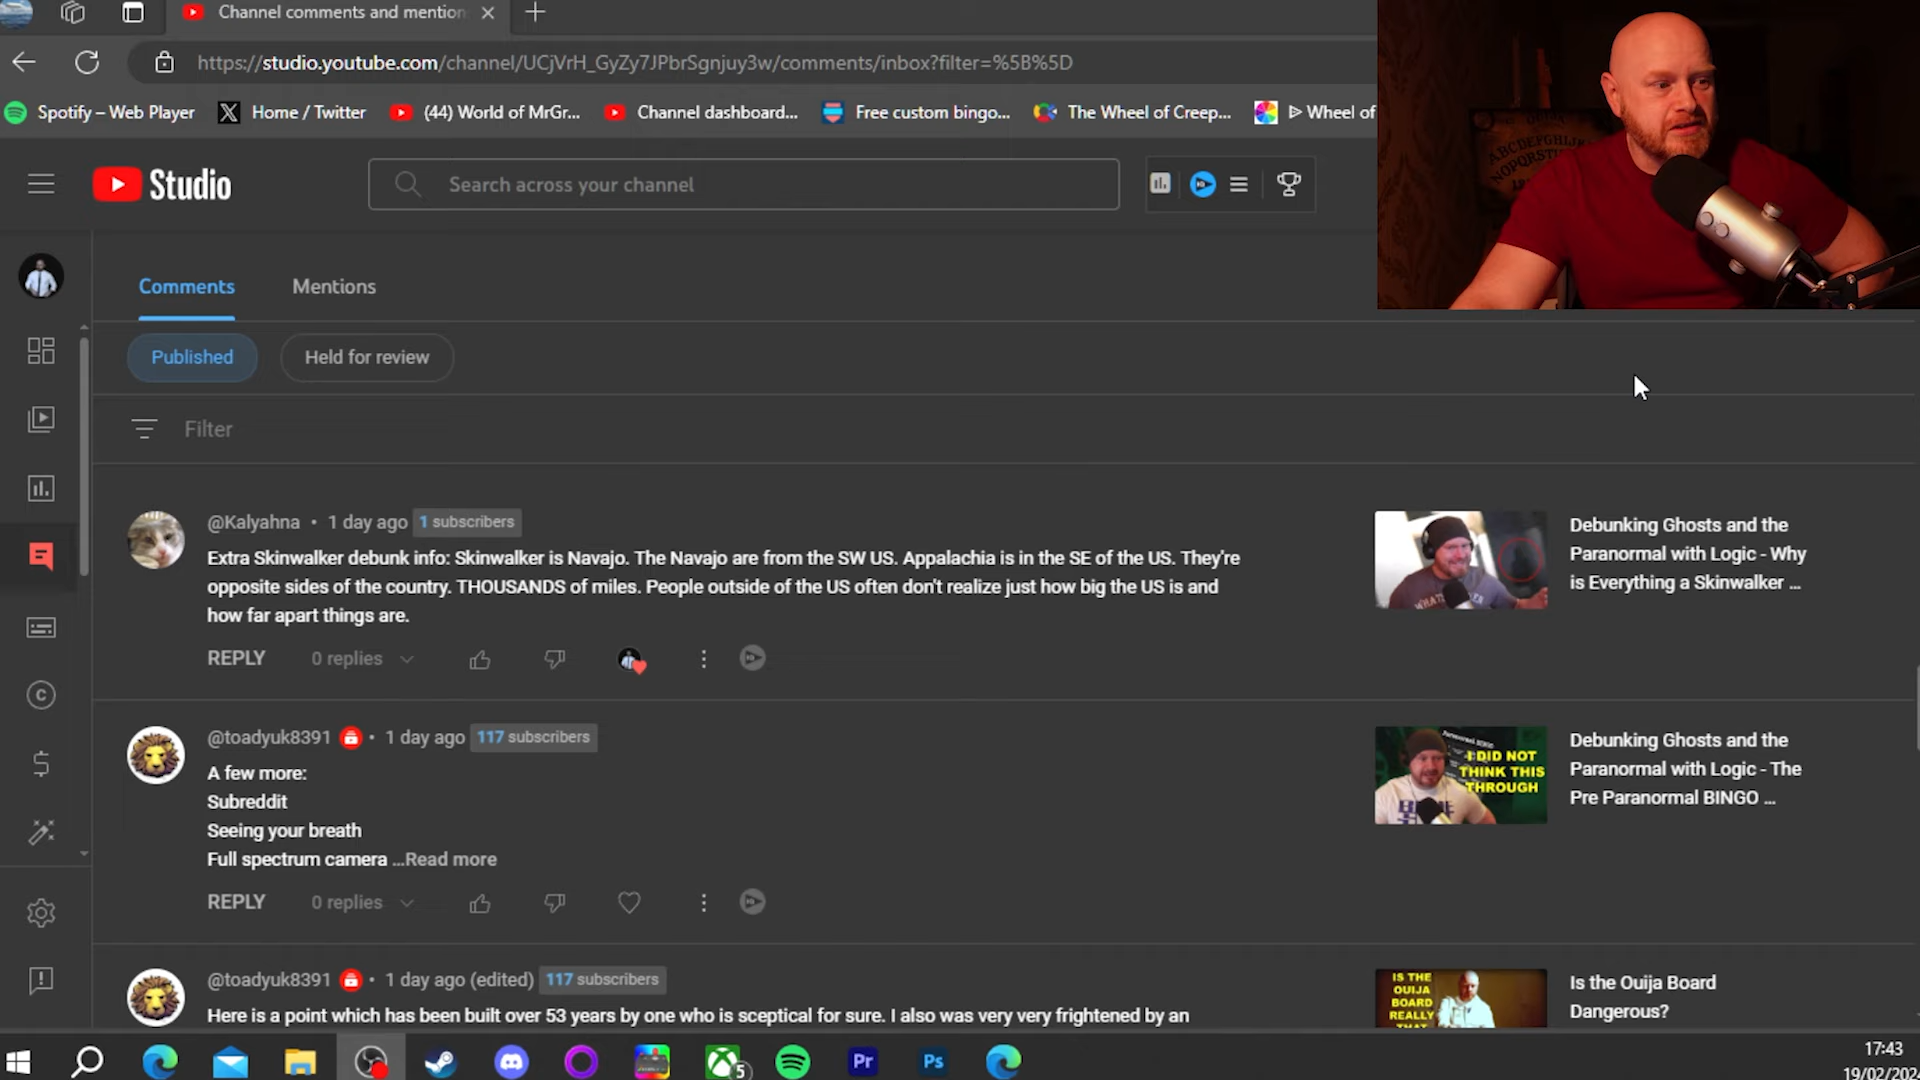 Channel comments and mention
https://studio.youtube.com/channel/UCjVrH_GyZy7JPbrSgnjuy3w/comments/inbox?filter=%5B%5D
Spotify – Web Player
Home / Twitter
(44) World of MrGr...
Channel dashboard...
Free custom bingo...
The Wheel of Creep...
Wheel of
ABCDEFGHIJK
NOPQRST
Studio
Search across your channel
Comments
Mentions
Published
Held for review
Filter
@Kalyahna • 1 day ago 1 subscribers
Extra Skinwalker debunk info: Skinwalker is Navajo. The Navajo are from the SW US. Appalachia is in the SE of the US. They're
opposite sides of the country. THOUSANDS of miles. People outside of the US often don't realize just how big the US is and
how far apart things are.
REPLY
0 replies
Debunking Ghosts and the
Paranormal with Logic - Why
is Everything a Skinwalker ...
@toadyuk8391 • 1 day ago 117 subscribers
A few more:
Subreddit
Seeing your breath
Full spectrum camera ...Read more
REPLY
0 replies
I DID NOT
THINK THIS
THROUGH
Debunking Ghosts and the
Paranormal with Logic - The
Pre Paranormal BINGO ...
@toadyuk8391 • 1 day ago (edited) 117 subscribers
Here is a point which has been built over 53 years by one who is sceptical for sure. I also was very very frightened by an
IS THE
OUIJA
BOARD
REALLY
THAT
Is the Ouija Board
Dangerous?
5
Pr
Ps
17:43
19/02/202